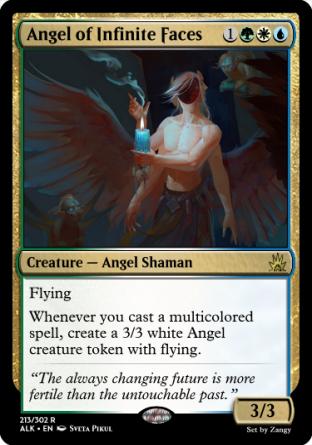 Angel of Infinite Faces 1
Creature — Angel Shaman
Flying
Whenever you cast a multicolored
spell, create a 3/3 white Angel
creature token with flying.
“The always changing future is more
fertile than the untouchable past.”
3/3
213/302 R
ALK • EN Sveta Pikul
Set by Zangy